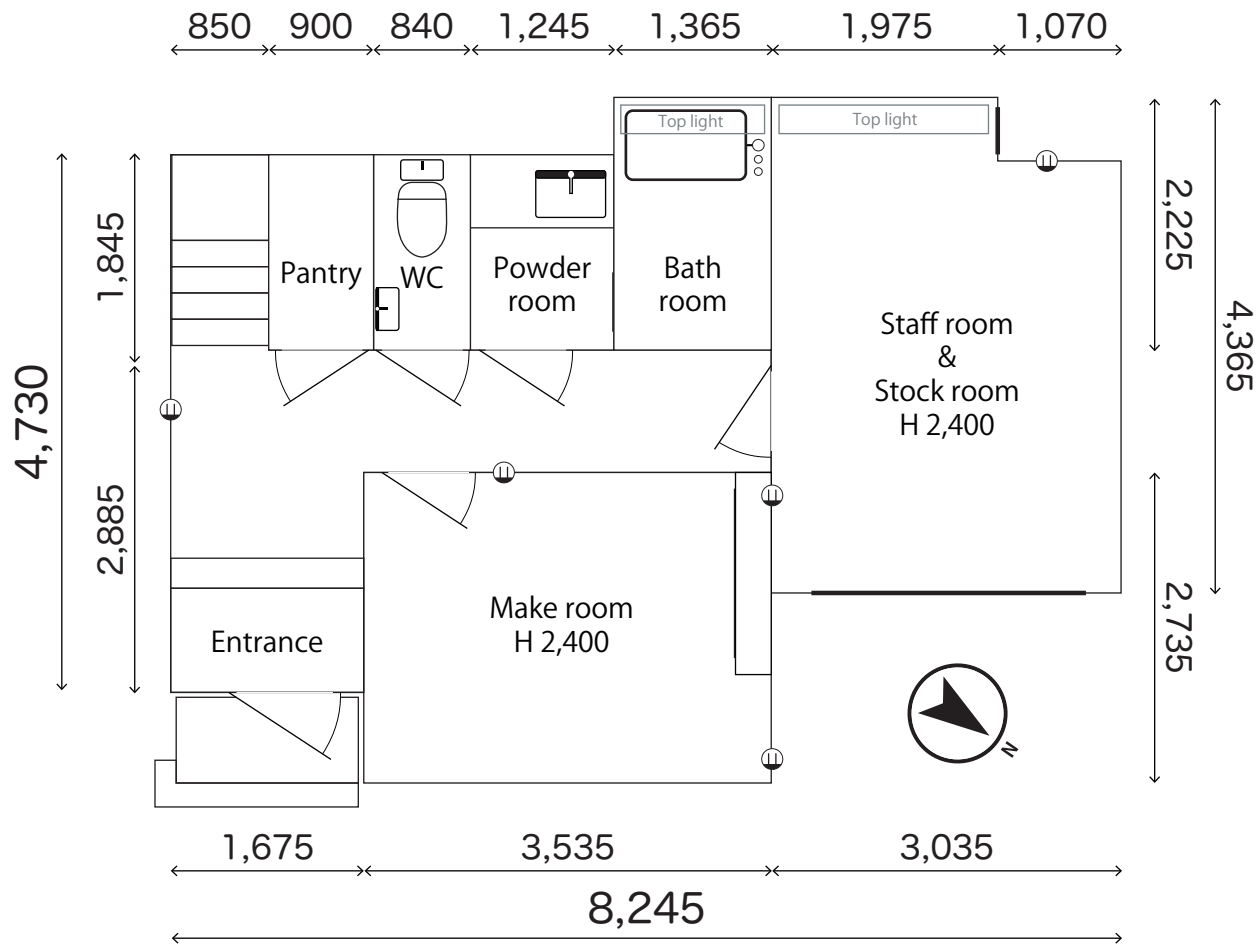 850 900 840 1,245 1,365 1,975 1,070
Top light
Top light
1,845
2,225
Pantry
WC
Powder
room
Bath
room
Staff room
&
Stock room
H 2,400
4,365
4,730
2,885
Make room
H 2,400
Entrance
2,735
N
1,675 3,535 3,035
8,245